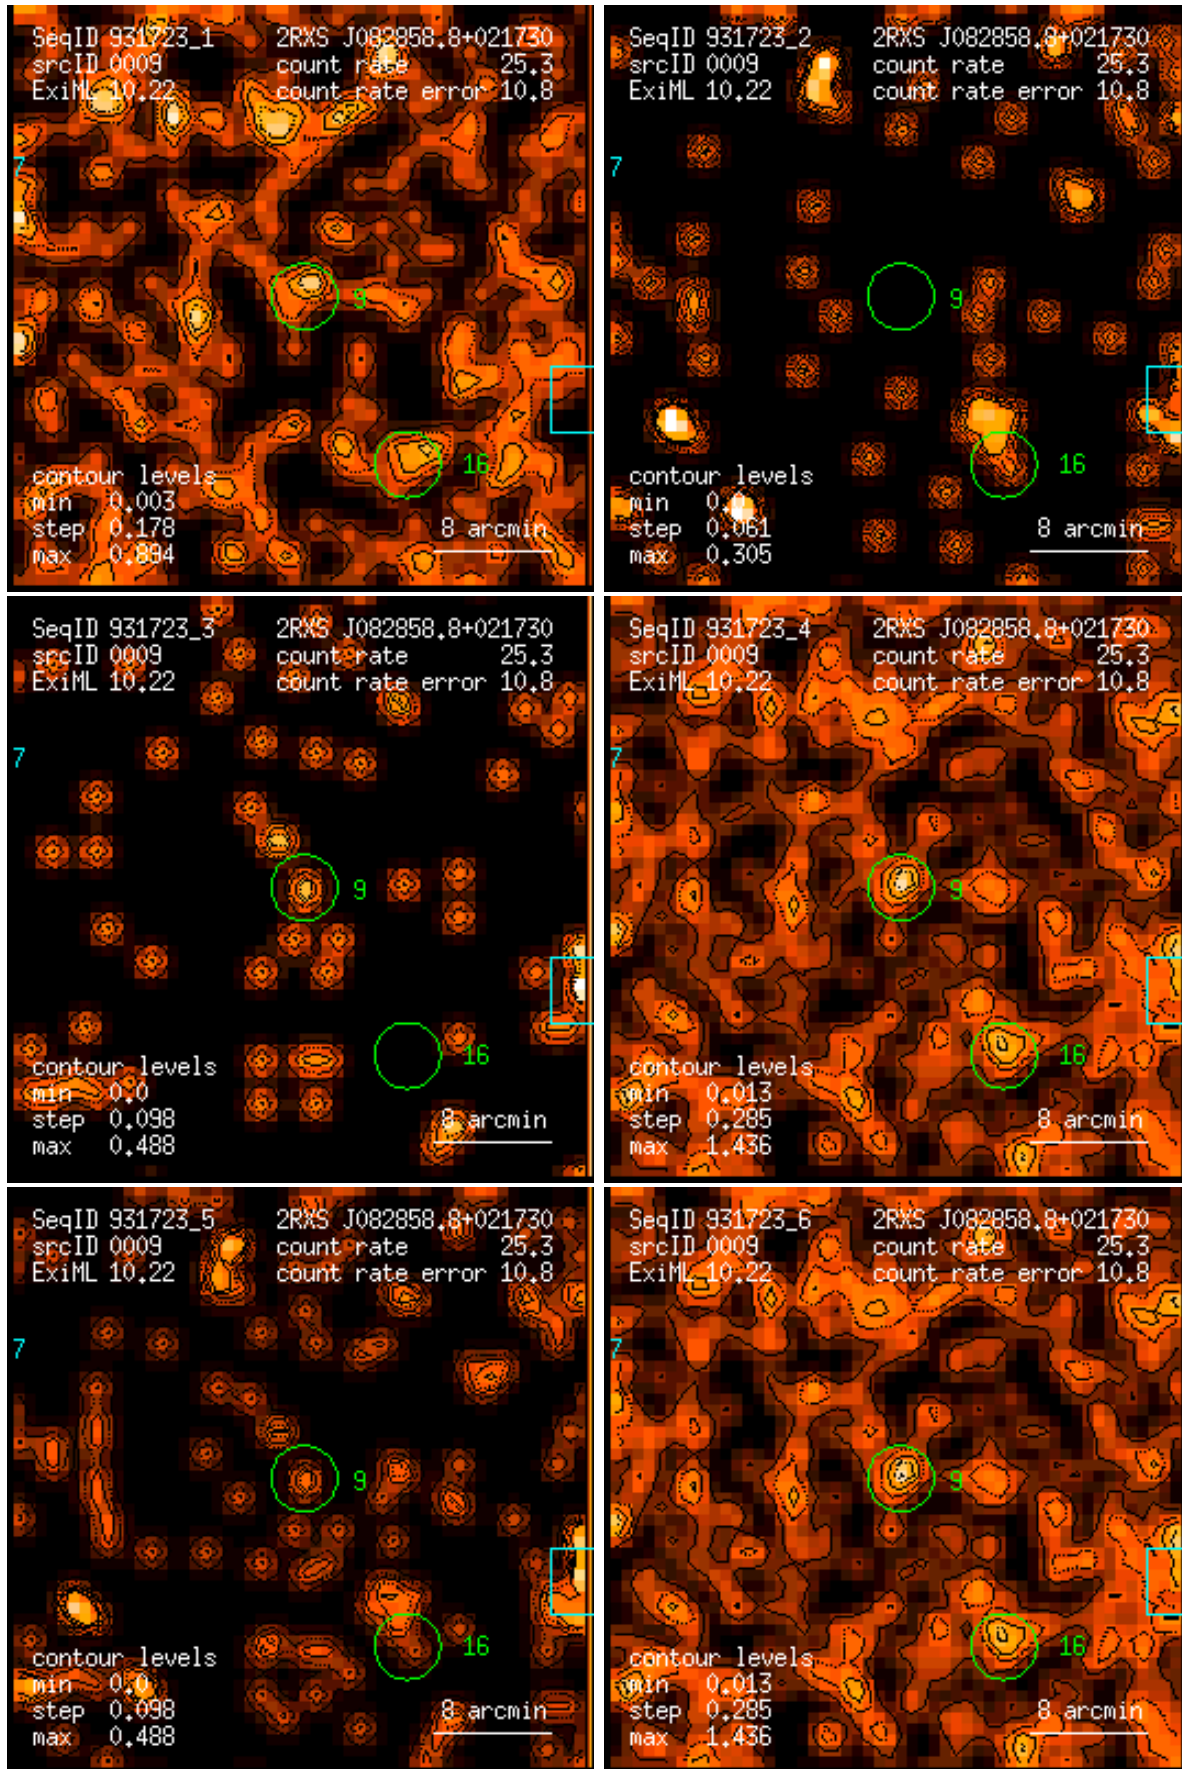 SeqID 931723_1 2RXS J082858.8+021730
srcID 0009 count rate 25.3
ExiML 10.22 count rate error 10.8
7
9
16
contour levels
min 0.003
step 0.178 8 arcmin
max 0.894
SeqID 931723_2 2RXS J082858.8+021730
srcID 0009 count rate 25.3
ExiML 10.22 count rate error 10.8
7
9
16
contour levels
min 0.0
step 0.061 8 arcmin
max 0.305
SeqID 931723_3 2RXS J082858.8+021730
srcID 0009 count rate 25.3
ExiML 10.22 count rate error 10.8
7
9
16
contour levels
min 0.0
step 0.098 8 arcmin
max 0.488
SeqID 931723_4 2RXS J082858.8+021730
srcID 0009 count rate 25.3
ExiML 10.22 count rate error 10.8
7
9
16
contour levels
min 0.013
step 0.285 8 arcmin
max 1.436
SeqID 931723_5 2RXS J082858.8+021730
srcID 0009 count rate 25.3
ExiML 10.22 count rate error 10.8
7
9
16
contour levels
min 0.0
step 0.098 8 arcmin
max 0.488
SeqID 931723_6 2RXS J082858.8+021730
srcID 0009 count rate 25.3
ExiML 10.22 count rate error 10.8
7
9
16
contour levels
min 0.013
step 0.285 8 arcmin
max 1.436